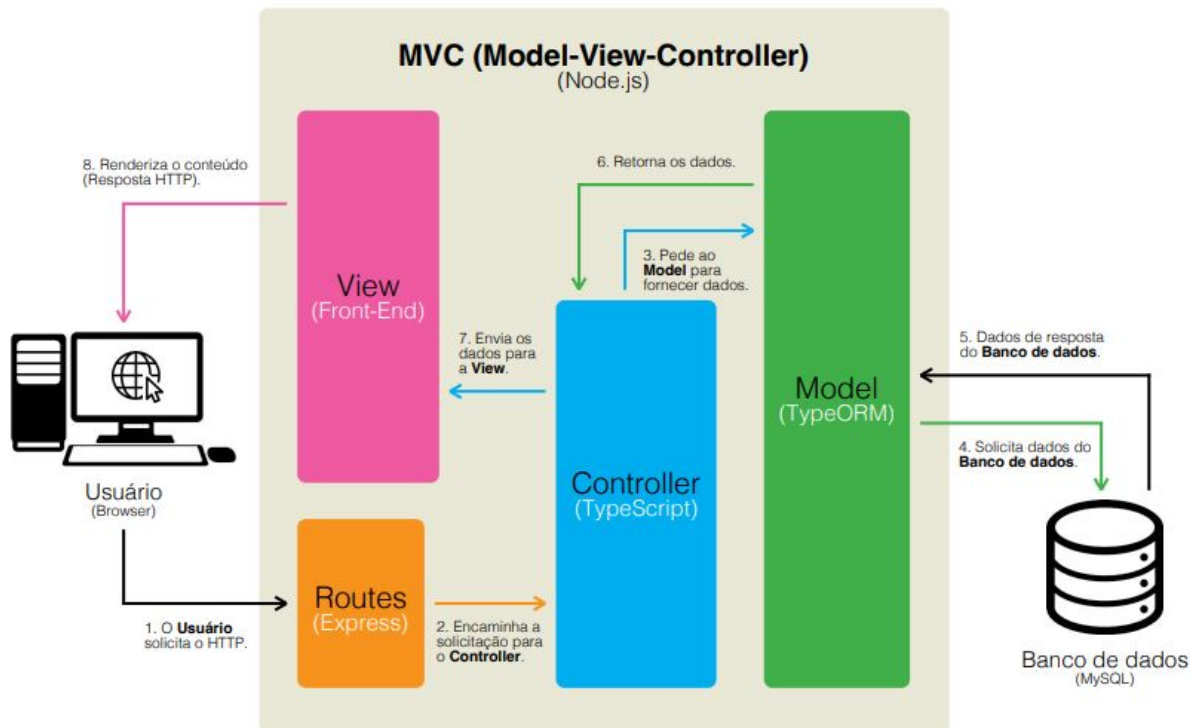 MVC (Model-View-Controller)
(Node.js)
8. Renderiza o conteúdo
(Resposta HTTP).
6. Retorna os dados.
3. Pede ao
Model para
fornecer dados.
View
(Front-End)
7. Envia os
dados para
a View.
5. Dados de resposta
do Banco de dados.
Model
(TypeORM)
4. Solicita dados do
Banco de dados.
Controller
(TypeScript)
Usuário
(Browser)
Routes
(Express)
1. O Usuário
solicita o HTTP.
2. Encaminha a
solicitação para
o Controller.
Banco de dados
(MySQL)